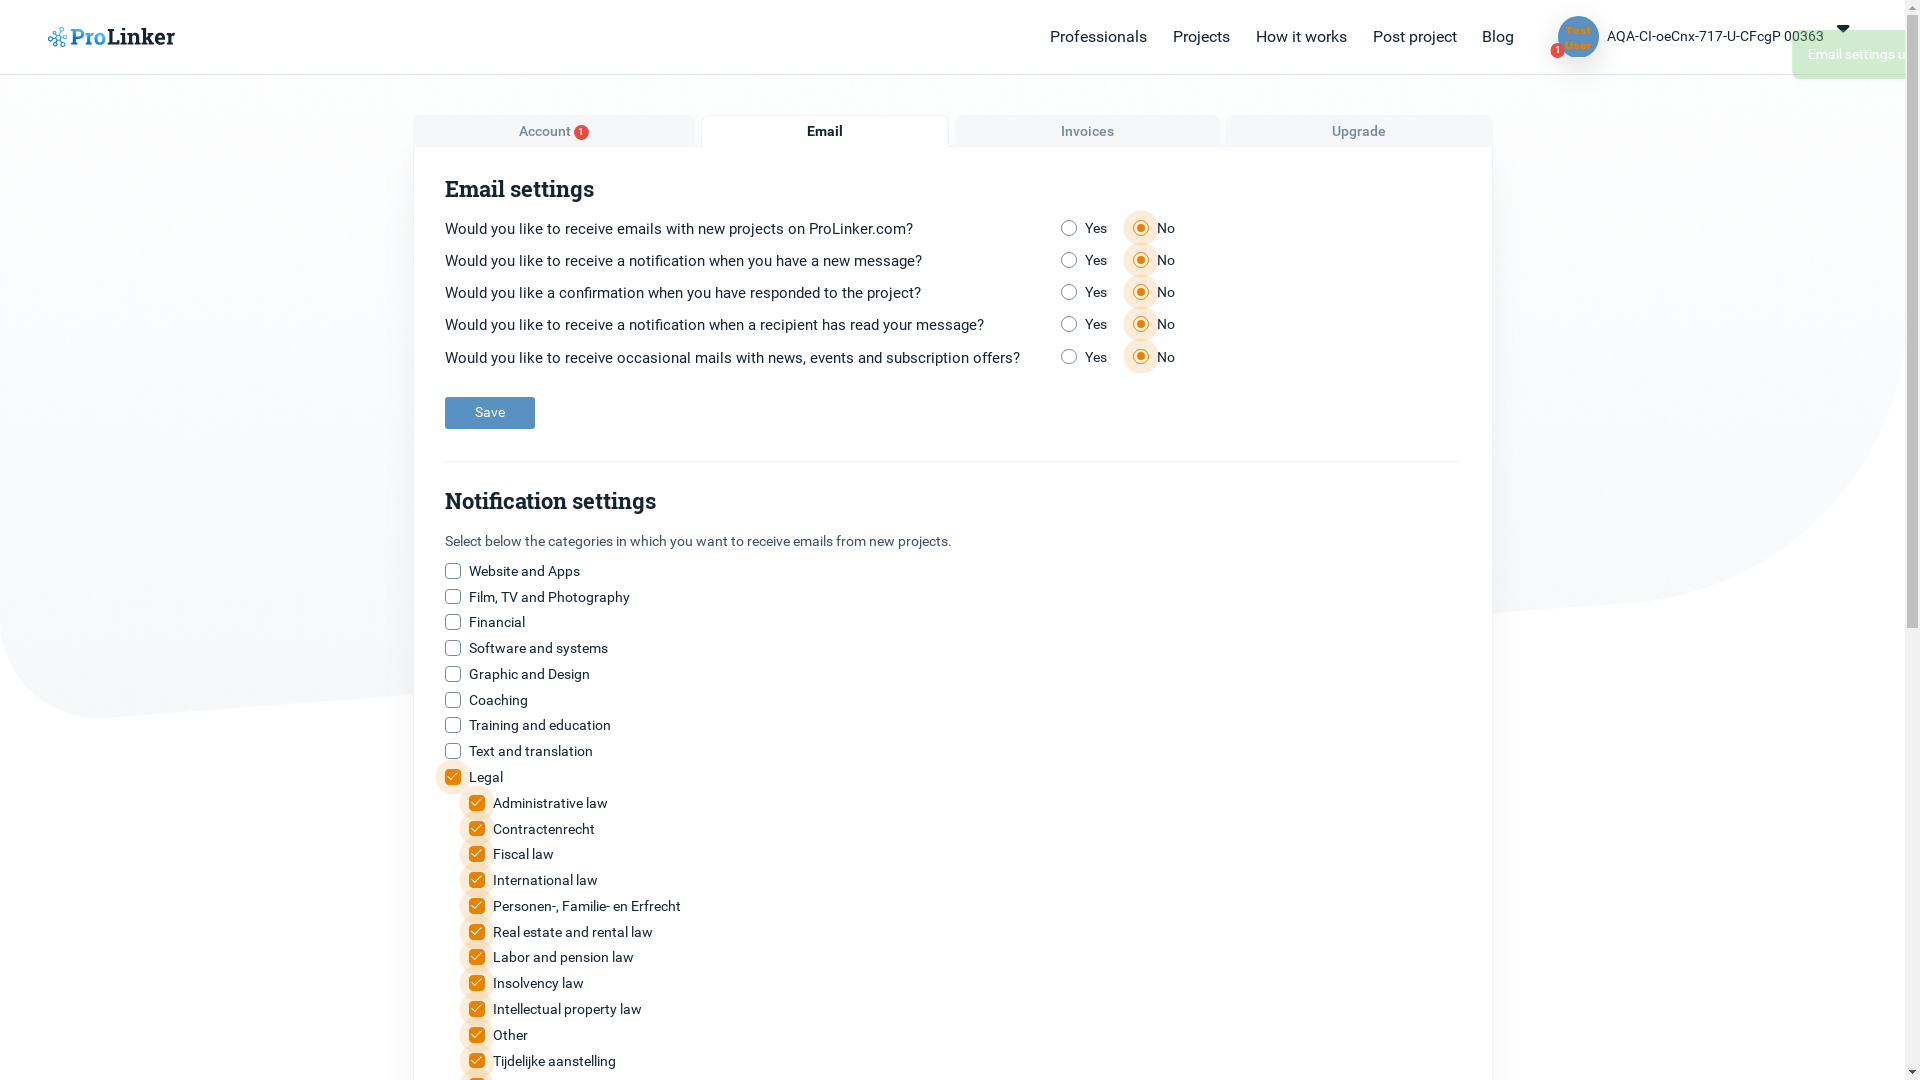 ProLinker
Professionals
Projects
How it works
Post project
Blog
Test
User
1
AQA-CI-oeCnx-717-U-CFcgP 00363
Email settings
Account 1
Email
Invoices
Upgrade
Email settings
Would you like to receive emails with new projects on ProLinker.com? Yes No
Would you like to receive a notification when you have a new message? Yes No
Would you like a confirmation when you have responded to the project? Yes No
Would you like to receive a notification when a recipient has read your message? Yes No
Would you like to receive occasional mails with news, events and subscription offers? Yes No
Save
Notification settings
Select below the categories in which you want to receive emails from new projects.
Website and Apps
Film, TV and Photography
Financial
Software and systems
Graphic and Design
Coaching
Training and education
Text and translation
Legal
Administrative law
Contractenrecht
Fiscal law
International law
Personen-, Familie- en Erfrecht
Real estate and rental law
Labor and pension law
Insolvency law
Intellectual property law
Other
Tijdelijke aanstelling